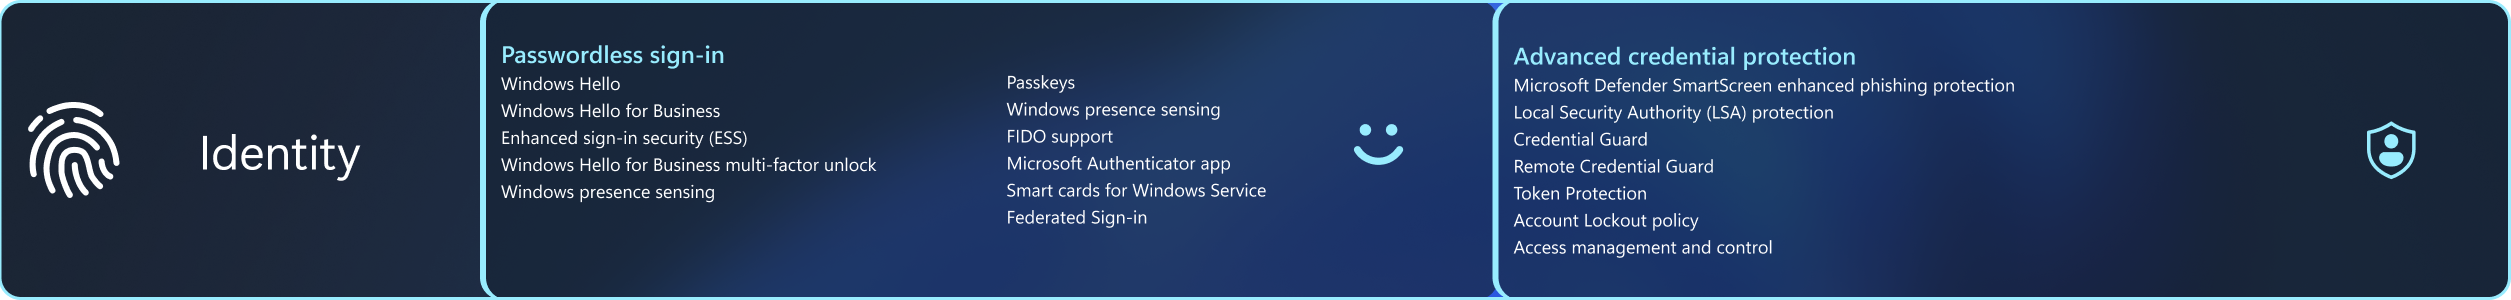 Identity
Passwordless sign-in
Windows Hello
Windows Hello for Business
Enhanced sign-in security (ESS)
Windows Hello for Business multi-factor unlock
Windows presence sensing
Passkeys
Windows presence sensing
FIDO support
Microsoft Authenticator app
Smart cards for Windows Service
Federated Sign-in
Advanced credential protection
Microsoft Defender SmartScreen enhanced phishing protection
Local Security Authority (LSA) protection
Credential Guard
Remote Credential Guard
Token Protection
Account Lockout policy
Access management and control